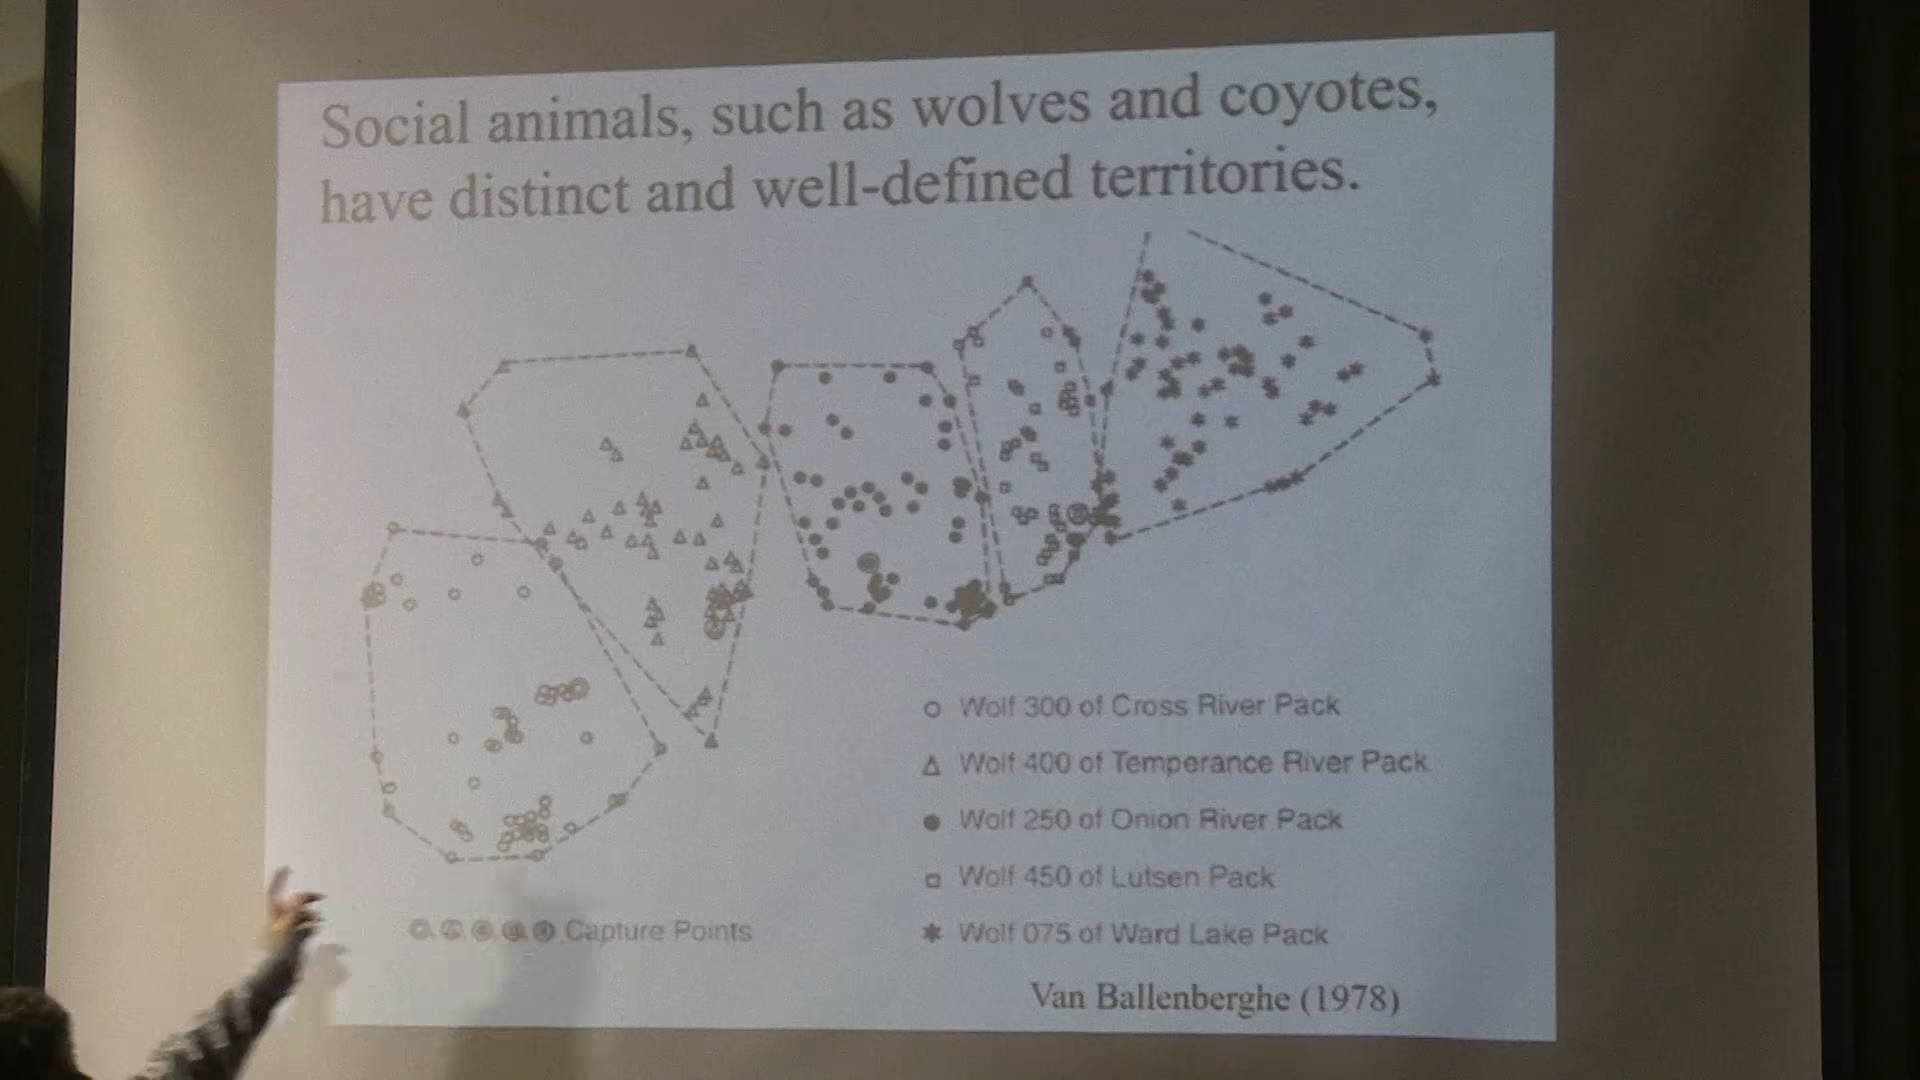 Social animals, such as wolves and coyotes,
have distinct and well-defined territories.
Wolf 300 of Cross River Pack
Wolf 400 of Temperance River Pack
Wolf 250 of Onion River Pack
Wolf 450 of Lutsen Pack
Capture Points
Wolf 075 of Ward Lake Pack
Van Ballenberghe (1978)